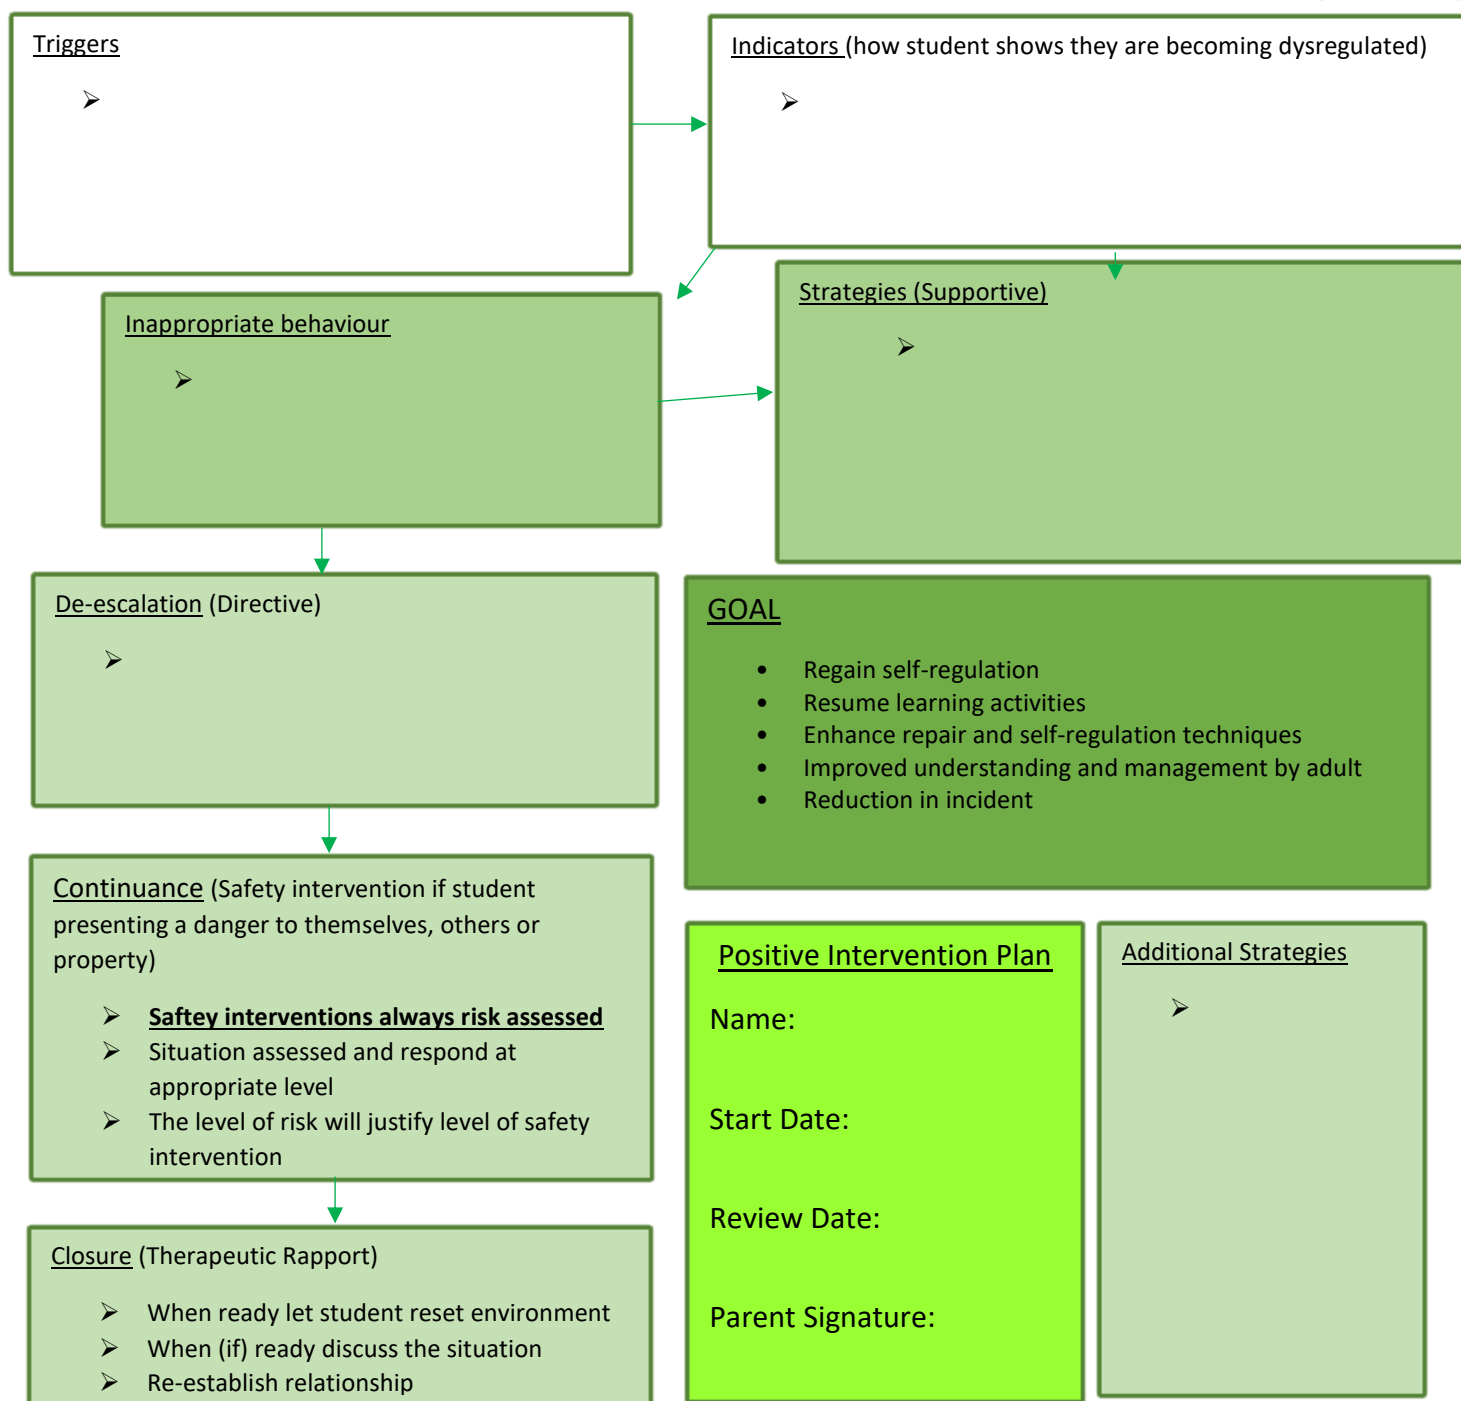 Triggers
➢
Indicators (how student shows they are becoming dysregulated)
➢
Inappropriate behaviour
➢
Strategies (Supportive)
➢
De-escalation (Directive)
➢
GOAL
• Regain self-regulation
• Resume learning activities
• Enhance repair and self-regulation techniques
• Improved understanding and management by adult
• Reduction in incident
Continuance (Safety intervention if student
presenting a danger to themselves, others or
property)
➢ Saftey interventions always risk assessed
➢ Situation assessed and respond at
appropriate level
➢ The level of risk will justify level of safety
intervention
Positive Intervention Plan
Name:
Start Date:
Review Date:
Parent Signature:
Additional Strategies
➢
Closure (Therapeutic Rapport)
➢ When ready let student reset environment
➢ When (if) ready discuss the situation
➢ Re-establish relationship